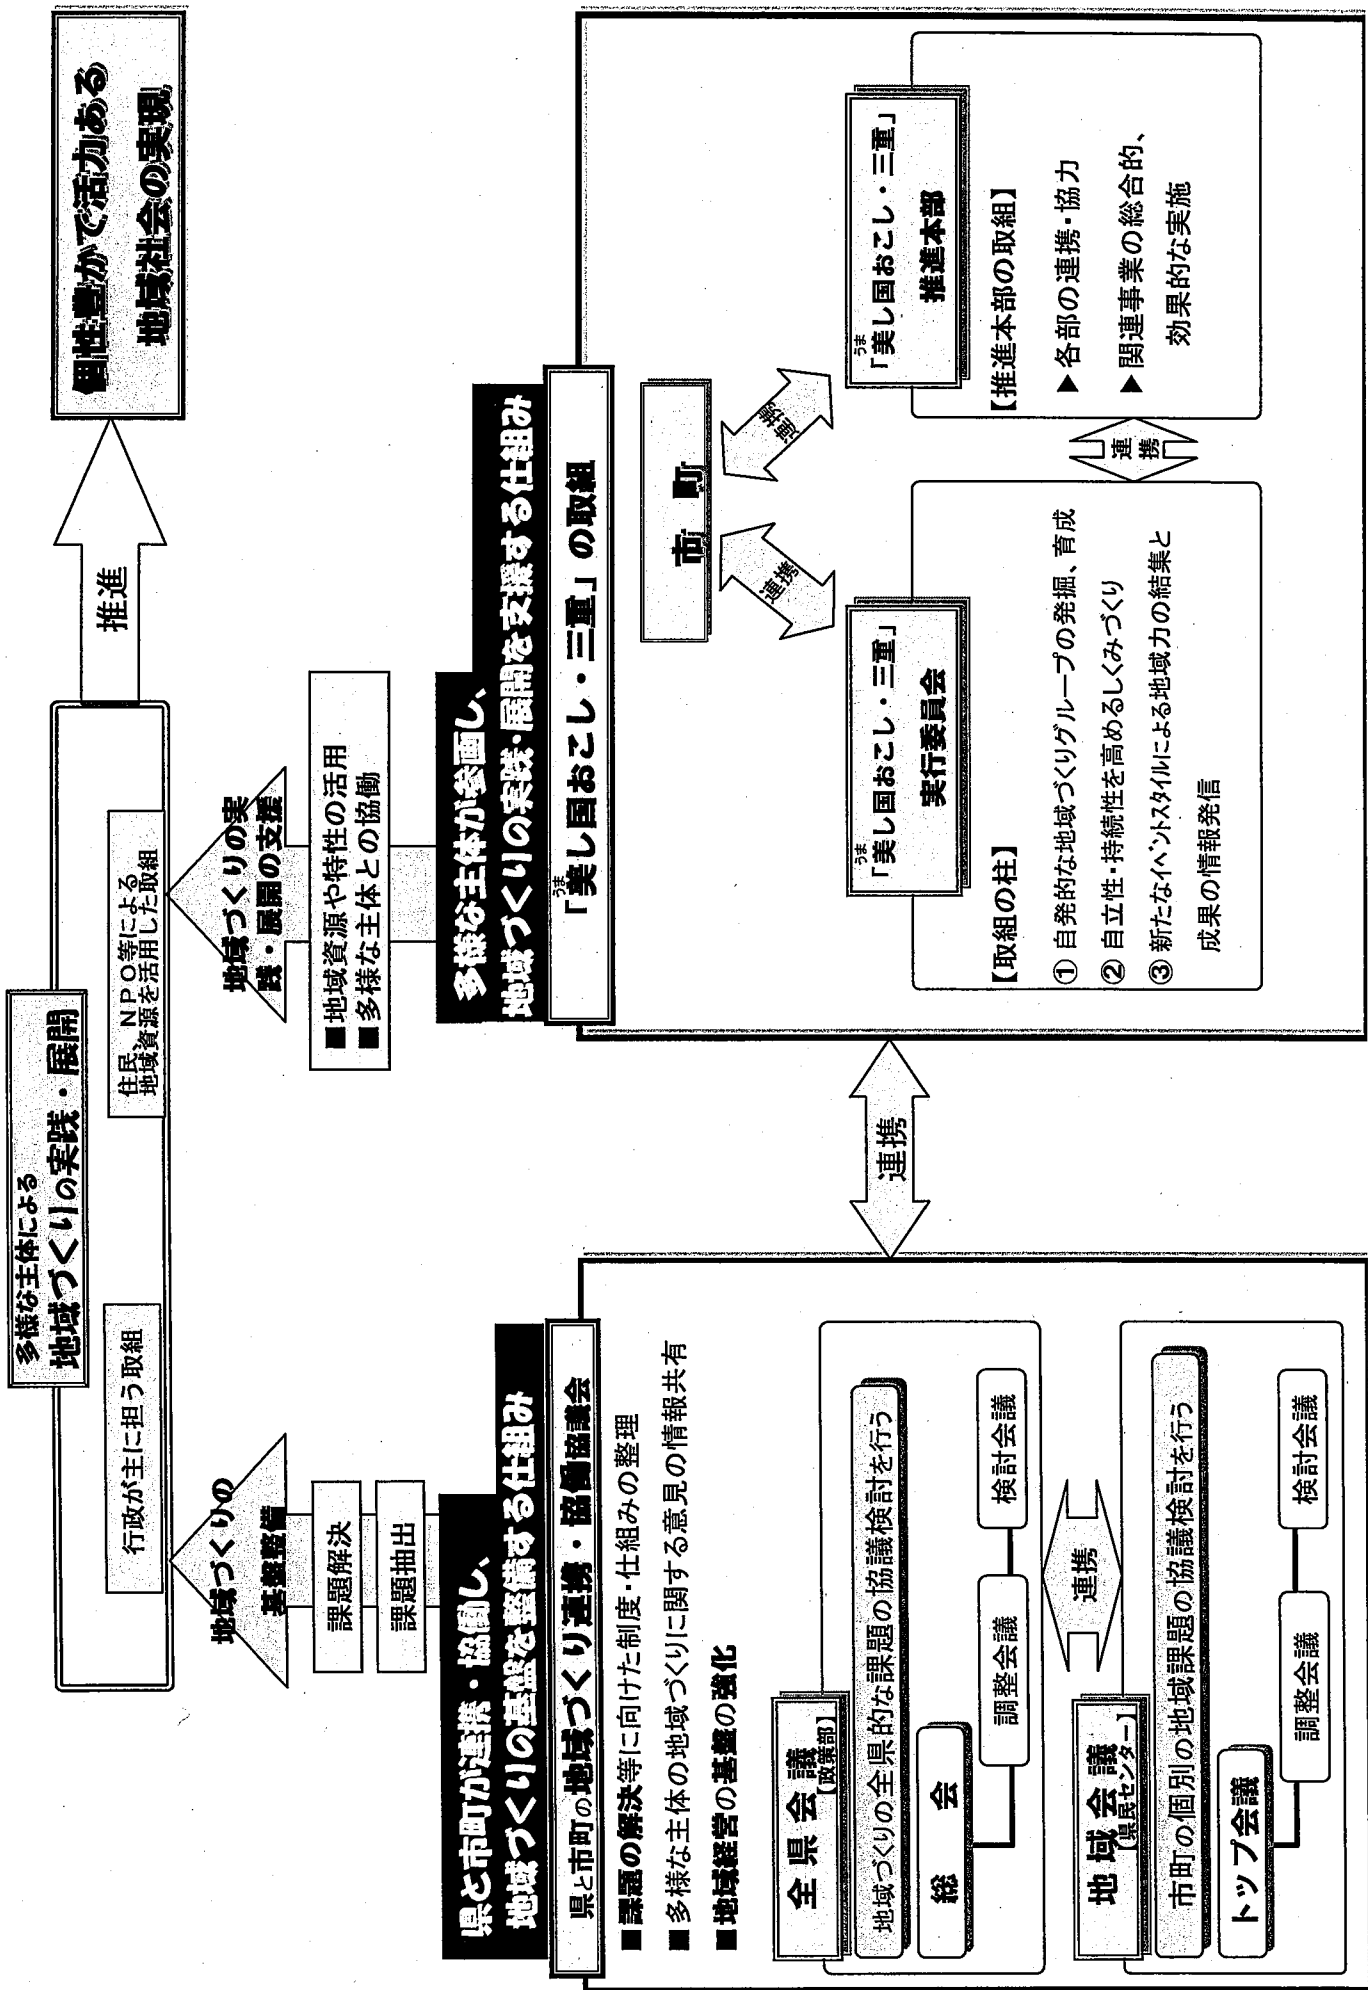 多様な主体による
地域づくりの実践・展開
行政が主に担う取組
住民、NPO等による
地域資源を活用した取組
推進
個性豊かで活力ある
地域社会の実現
地域づくりの
基盤整備
課題解決
課題抽出
県と市町が連携・協働し、
地域づくりの基盤を整備する仕組み
県と市町の地域づくり連携・協働協議会
■課題の解決等に向けた制度・仕組みの整理
■多様な主体の地域づくりに関する意見の情報共有
■地域経営の基盤の強化
全県会議
【政策部】
地域づくりの全県的な課題の協議検討を行う
総会
調整会議
検討会議
連携
地域会議
【県民センター】
市町の個別の地域課題の協議検討を行う
トップ会議
調整会議
検討会議
連携
地域づくりの実
践・展開の支援
■地域資源や特性の活用
■多様な主体との協働
多様な主体が参画し、
地域づくりの実践・展開を支援する仕組み
うま
「美し国おこし・三重」の取組
市町
連携
連携
うま
「美し国おこし・三重」
実行委員会
【取組の柱】
① 自発的な地域づくりグループの発掘、育成
② 自立性・持続性を高めるしくみづくり
③ 新たなイベントスタイルによる地域力の結集と
成果の情報発信
連携
うま
「美し国おこし・三重」
推進本部
【推進本部の取組】
▶各部の連携・協力
▶関連事業の総合的、
効果的な実施